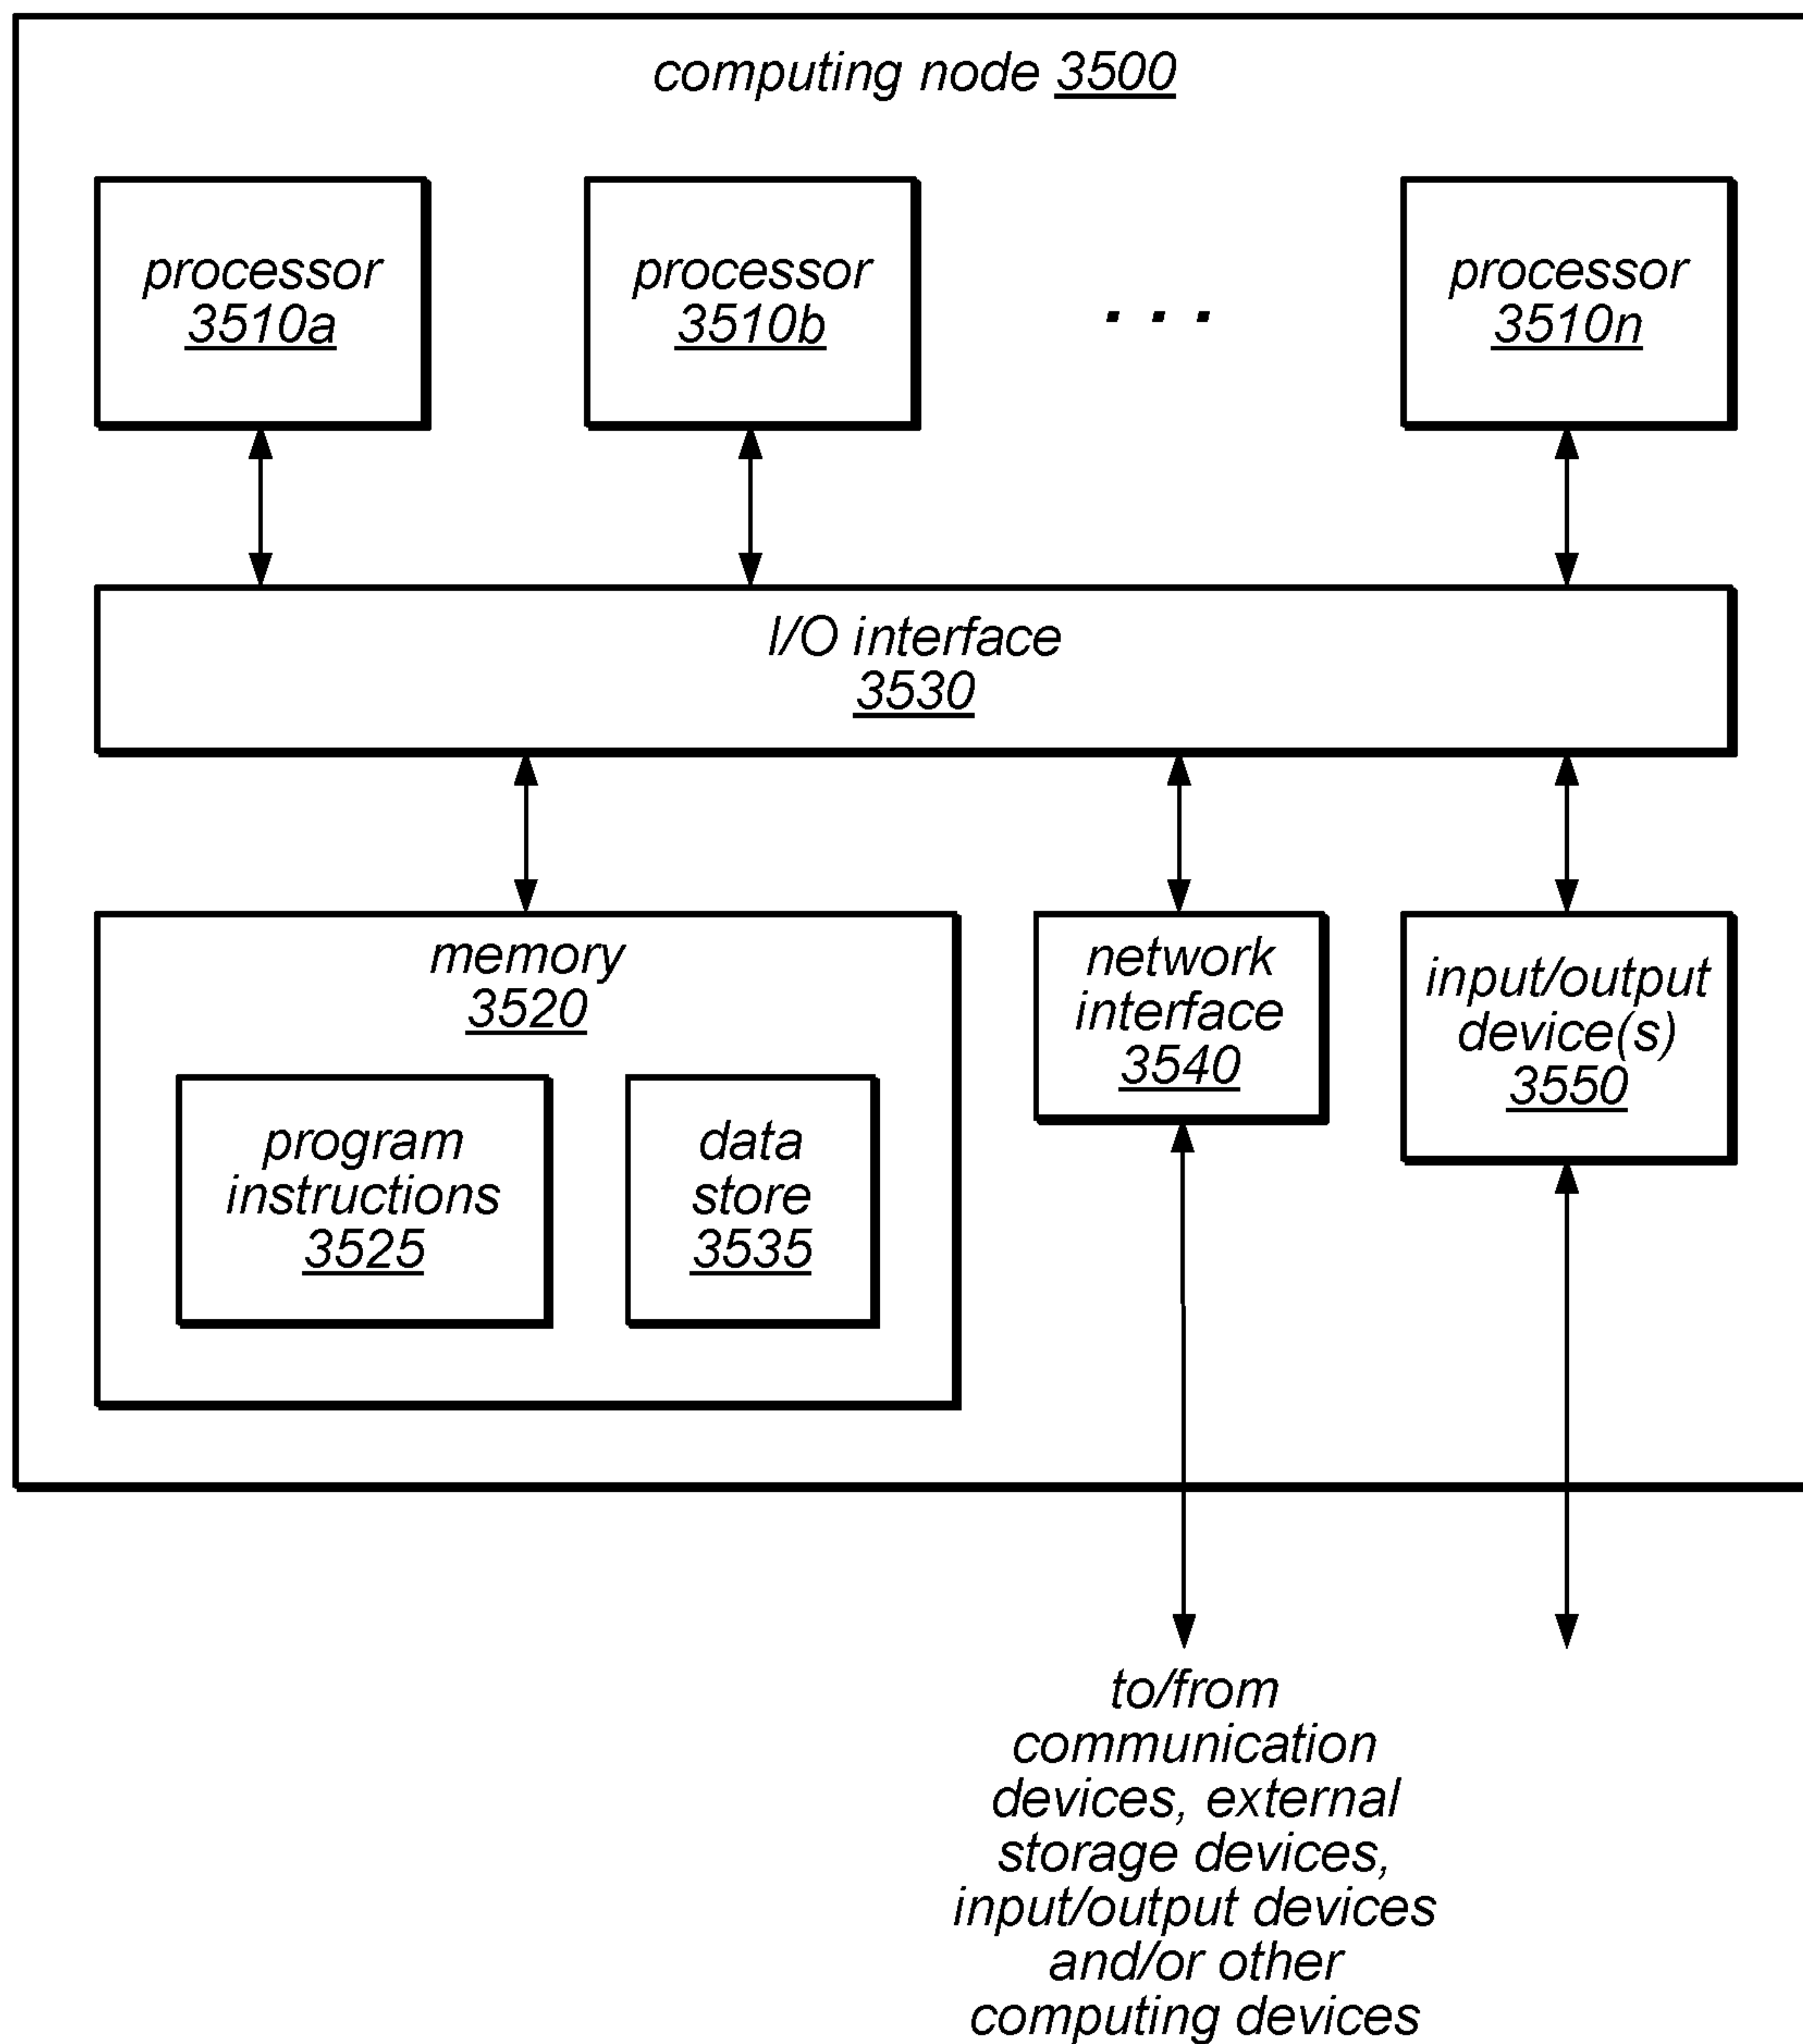 computing node 3500
processor
3510a
processor
3510b
. . .
processor
3510n
I/O interface
3530
memory
3520
program
instructions
3525
data
store
3535
network
interface
3540
input/output
device(s)
3550
to/from
communication
devices, external
storage devices,
input/output devices
and/or other
computing devices